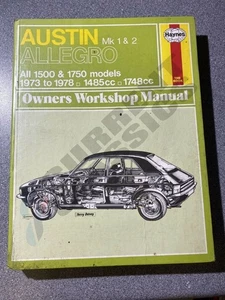 AUSTIN Mk 1 & 2
ALLEGRO
Haynes
All 1500 & 1750 models
1973 to 1978 □ 1485cc □ 1748cc
Owners Workshop Manual